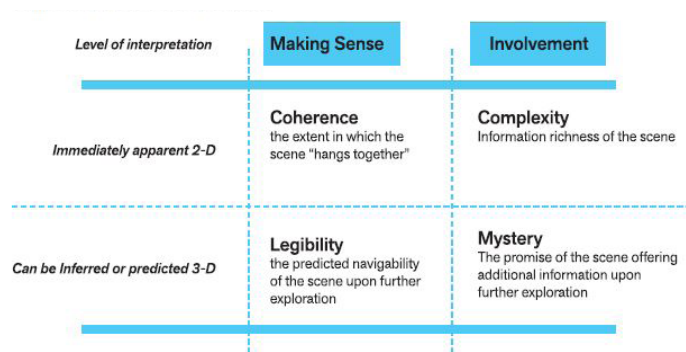 Level of interpretation
Making Sense
Involvement
Immediately apparent 2-D
Coherence
the extent in which the
scene “hangs together”
Complexity
Information richness of the scene
Can be Inferred or predicted 3-D
Legibility
the predicted navigability
of the scene upon further
exploration
Mystery
The promise of the scene offering
additional information upon
further exploration